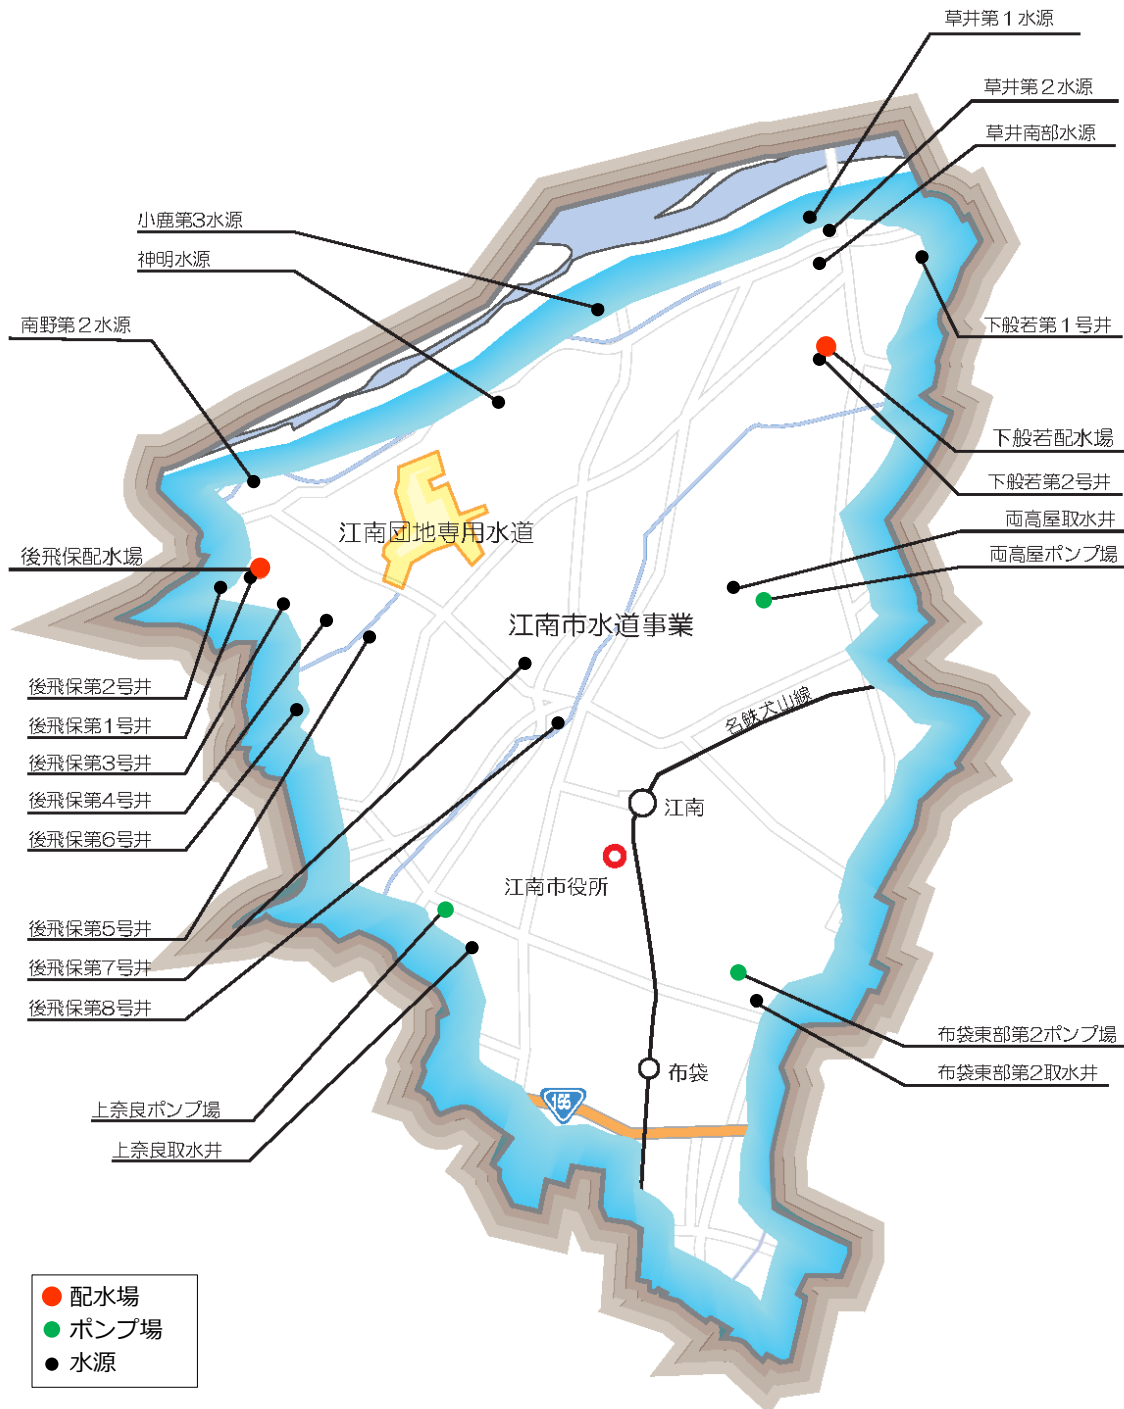 草井第１水源
草井第２水源
草井南部水源
小鹿第3水源
神明水源
南野第２水源
下般若第１号井
下般若配水場
下般若第2号井
両高屋取水井
両高屋ポンプ場
江南団地専用水道
後飛保配水場
江南市水道事業
後飛保第2号井
後飛保第1号井
後飛保第3号井
後飛保第4号井
後飛保第6号井
名鉄犬山線
江南
江南市役所
後飛保第5号井
後飛保第7号井
後飛保第8号井
布袋東部第2ポンプ場
布袋東部第2取水井
布袋
155
上奈良ポンプ場
上奈良取水井
配水場
ポンプ場
水源